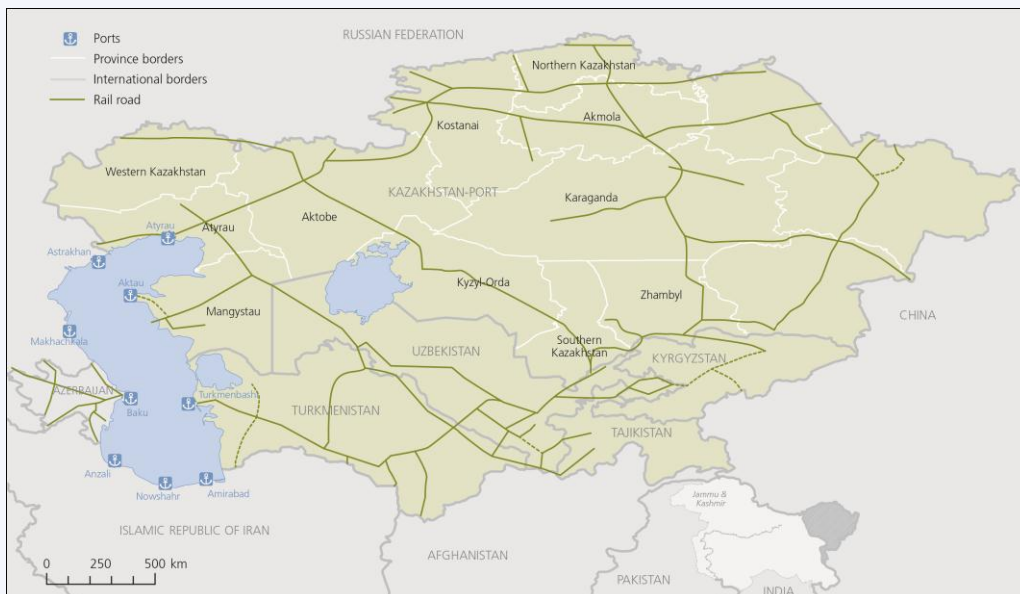 RUSSIAN FEDERATION
Ports
Province borders
International borders
Rail road
Northern Kazakhstan
Akmola
Kostanai
Western Kazakhstan
KAZAKHSTAN-PORT
Karaganda
Aktobe
Atyrau
Atyrau
Astrakhan
Aktau
Kyzyl-Orda
Zhambyl
Mangystau
CHINA
Makhachkala
Southern
Kazakhstan
UZBEKISTAN
KYRGYZSTAN
AZERBAIJAN
Turkmenbashi
Baku
TURKMENISTAN
TAJIKISTAN
Anzali
Nowshahr
Amirabad
Jammu &
Kashmir
ISLAMIC REPUBLIC OF IRAN
AFGHANISTAN
0 250 500 km
PAKISTAN
INDIA